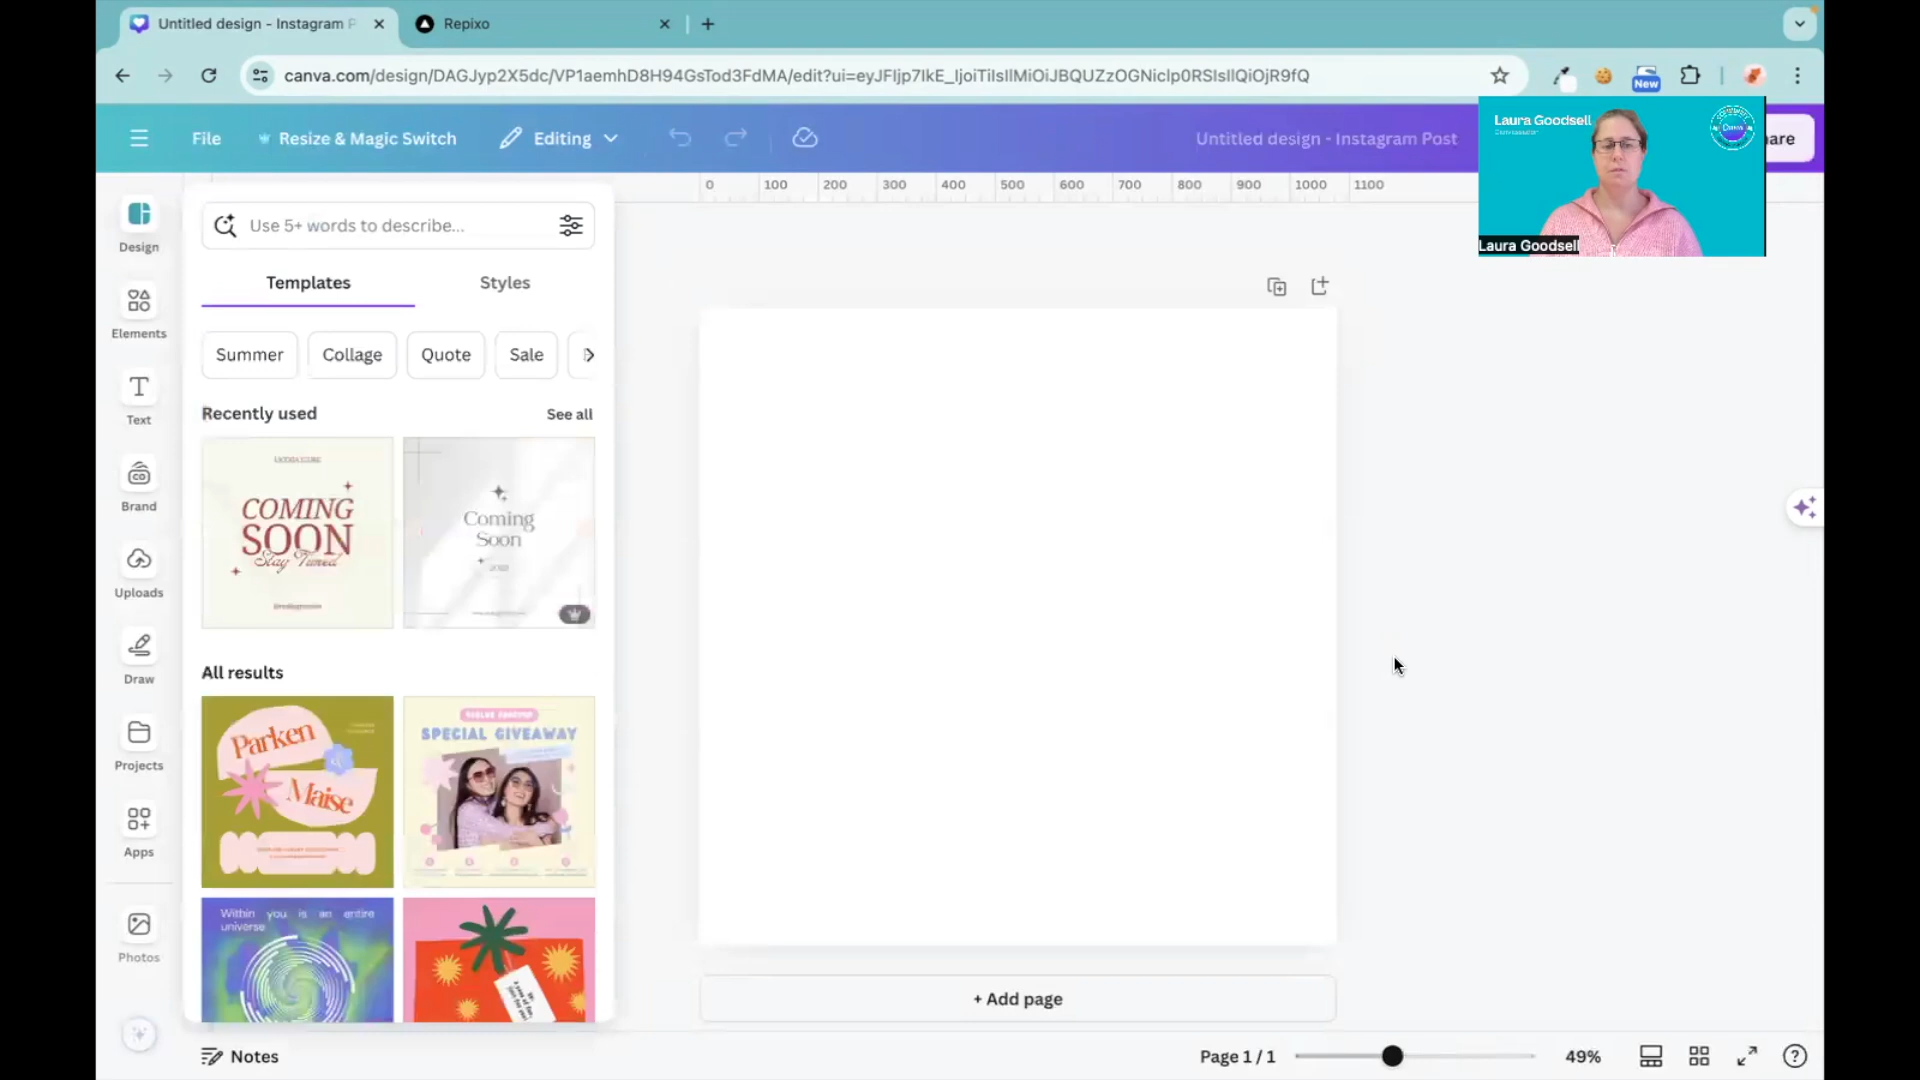 Untitled design - Instagram P
Repixo
canva.com/design/DAGJyp2X5dc/VP1aemhD8H94GsTod3FdMA/edit?ui=eyJFIjp7IkE_IjoiTiIsIlMiOiJBQUZzOGNiclp0RSIsIlQiOjR9fQ
New
File
Resize & Magic Switch
Editing
Untitled design - Instagram Post
are
Laura Goodsell
Laura Goodsell
0 100 200 300 400 500 600 700 800 900 1000 1100
Design
Elements
Text
Brand
Uploads
Draw
Projects
Apps
Photos
Use 5+ words to describe...
Templates
Styles
Summer
Collage
Quote
Sale
Recently used
See all
COMING
SOON
Stay Tuned
Coming
Soon
All results
Parken
Maise
SPECIAL GIVEAWAY
Within you is an entire
universe
+ Add page
Notes
Page 1 / 1
49%